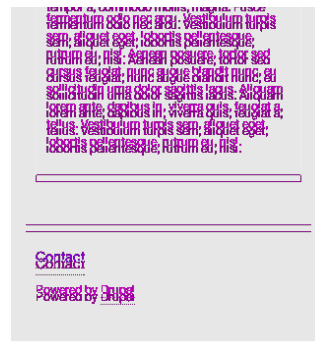 tempor a, commodo mollis, magna. Fusce
fermentum odio nec arcu. Vestibulum turpis
sem, aliquet eget, lobortis pellentesque,
rutrum eu, nisl. Aenean posuere, tortor sed
cursus feugiat, nunc augue blandit nunc, eu
sollicitudin urna dolor sagittis lacus. Aliquam
lorem ante, dapibus in, viverra quis, feugiat a,
tellus. Vestibulum turpis sem, aliquet eget,
lobortis pellentesque, rutrum eu, nisl.
Contact
Powered by Drupal